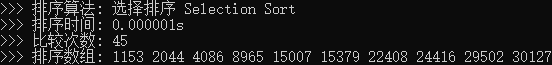 >>> 排序算法: 选择排序 Selection Sort
>>> 排序时间: 0.000001s
>>> 比较次数: 45
>>> 排序数组: 1153 2044 4086 8965 15007 15379 22408 24416 29502 30127